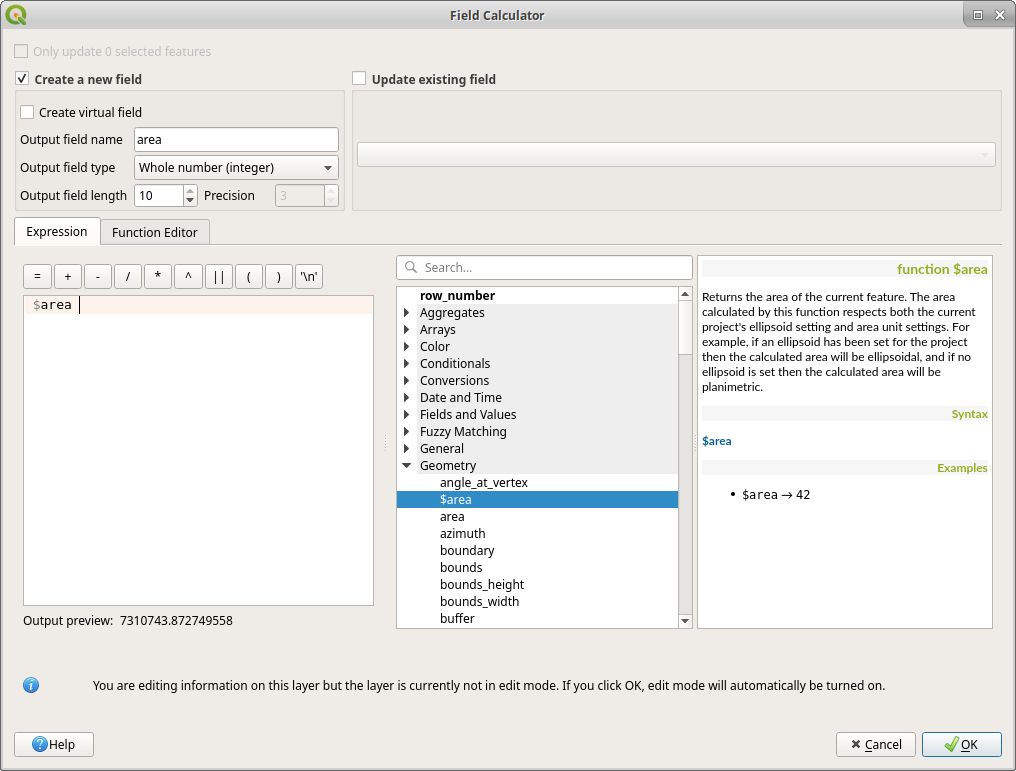 Field Calculator
Only update 0 selected features
Create a new field
Update existing field
Create virtual field
Output field name area
Output field type Whole number (integer)
Output field length 10 Precision 3
Expression Function Editor
= + - / * ^ || ( ) '\n'
$area
Output preview: 7310743.872749558
Search...
row_number
Aggregates
Arrays
Color
Conditionals
Conversions
Date and Time
Fields and Values
Fuzzy Matching
General
Geometry
angle_at_vertex
$area
area
azimuth
boundary
bounds
bounds_height
bounds_width
buffer
function $area
Returns the area of the current feature. The area
calculated by this function respects both the current
project's ellipsoid setting and area unit settings. For
example, if an ellipsoid has been set for the project
then the calculated area will be ellipsoidal, and if no
ellipsoid is set then the calculated area will be
planimetric.
Syntax
$area
Examples
• $area → 42
You are editing information on this layer but the layer is currently not in edit mode. If you click OK, edit mode will automatically be turned on.
Help
Cancel
OK